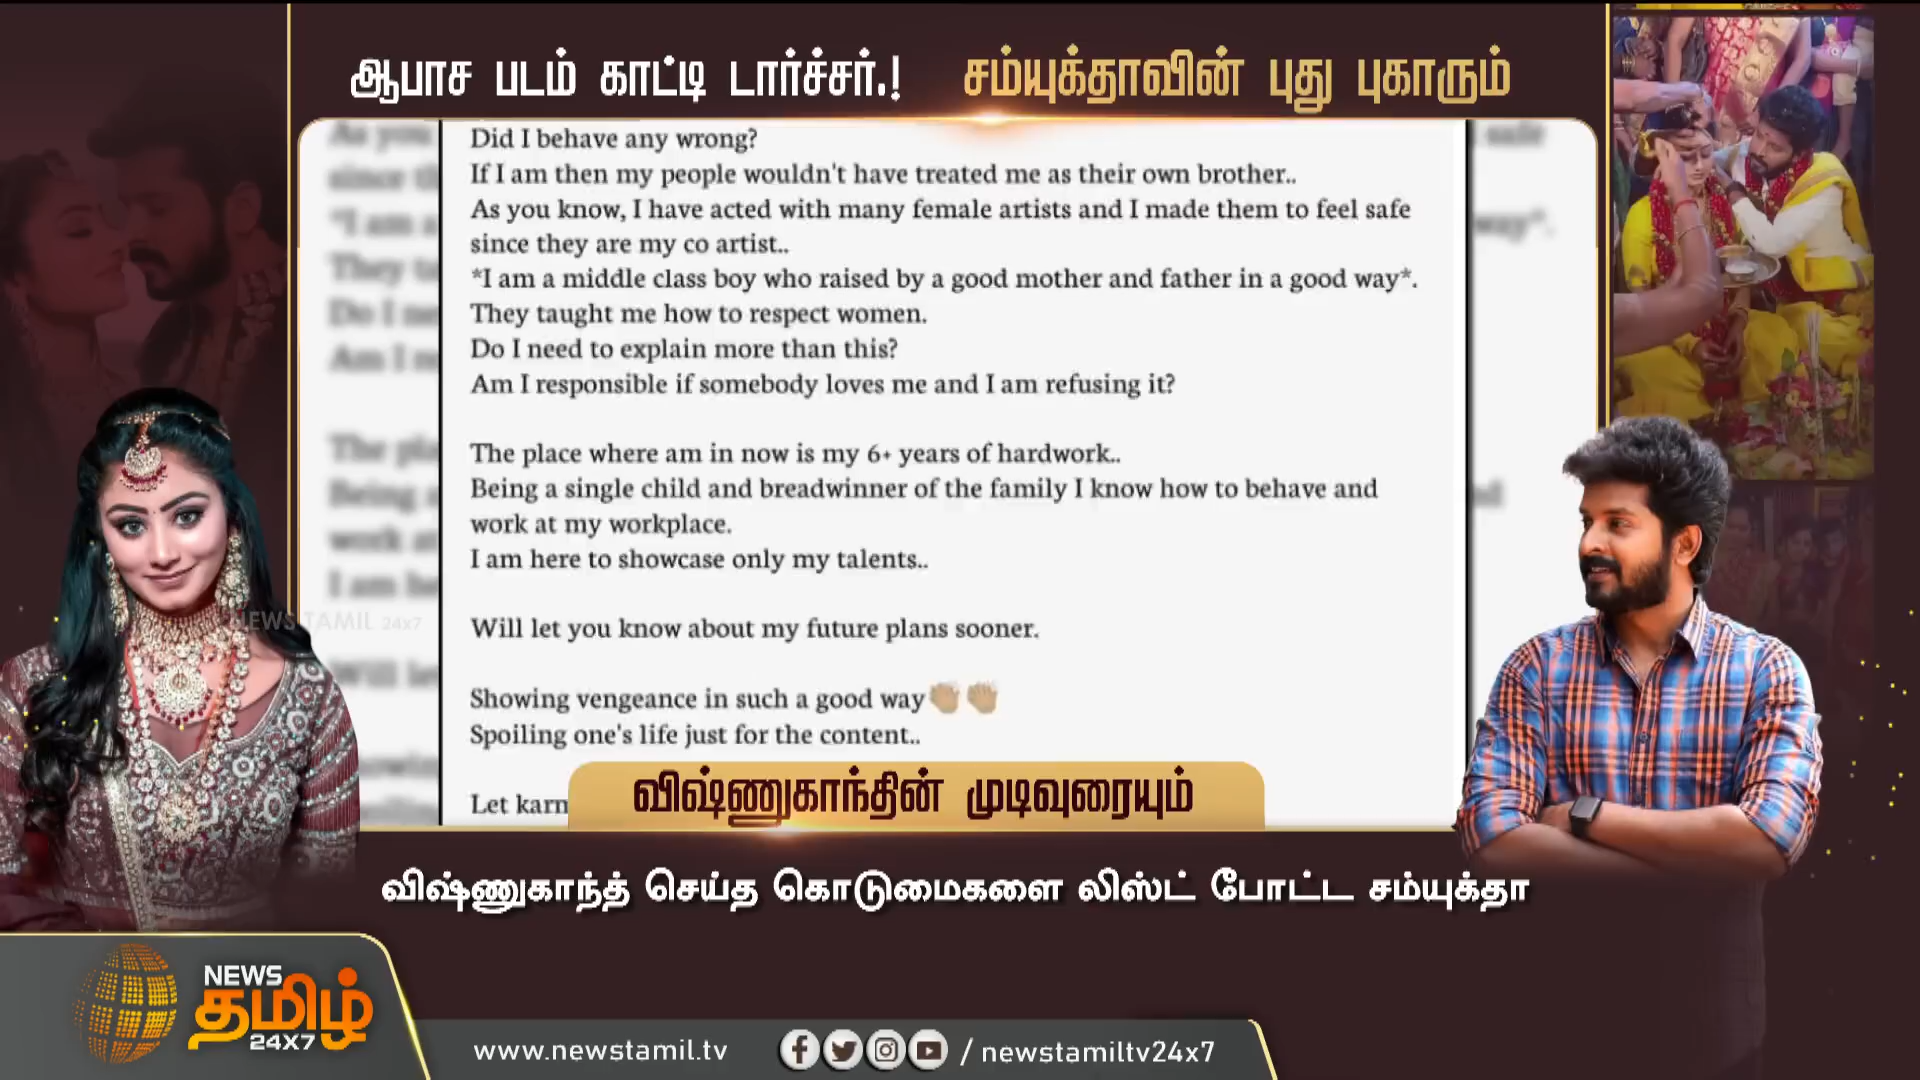 ஆபாச படம் காட்டி டார்ச்சர்.! சம்யுக்தாவின் புது புகாரும்
Did I behave any wrong?
If I am then my people wouldn't have treated me as their own brother..
As you know, I have acted with many female artists and I made them to feel safe
since they are my co artist..
*I am a middle class boy who raised by a good mother and father in a good way*.
They taught me how to respect women.
Do I need to explain more than this?
Am I responsible if somebody loves me and I am refusing it?
The place where am in now is my 6+ years of hardwork..
Being a single child and breadwinner of the family I know how to behave and
work at my workplace.
I am here to showcase only my talents..
NEWS TAMIL 24x7
Will let you know about my future plans sooner.
Showing vengeance in such a good way👏🏼👏🏼
Spoiling one's life just for the content..
Let karn
விஷ்ணுகாந்தின் முடிவுரையும்
விஷ்ணுகாந்த் செய்த கொடுமைகளை லிஸ்ட் போட்ட சம்யுக்தா
NEWS
தமிழ்
24X7
www.newstamil.tv / newstamiltv24x7